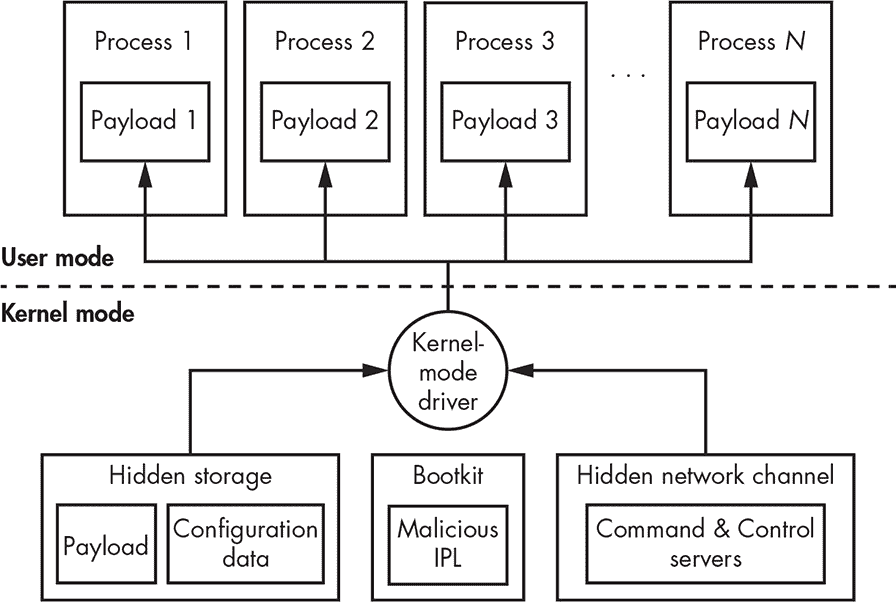 Process 1
Process 2
Process 3
Process N
Payload 1
Payload 2
Payload 3
. . .
Payload N
User mode
Kernel mode
Kernel-
mode
driver
Hidden storage
Bootkit
Hidden network channel
Payload
Configuration
data
Malicious
IPL
Command & Control
servers